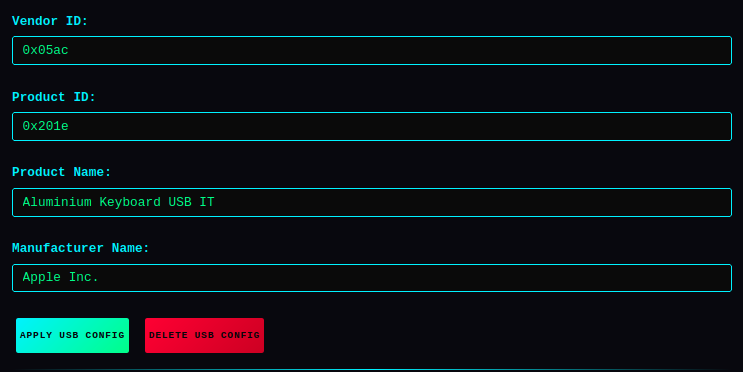 Vendor ID:
0x05ac
Product ID:
0x201e
Product Name:
Aluminium Keyboard USB IT
Manufacturer Name:
Apple Inc.
APPLY USB CONFIG DELETE USB CONFIG